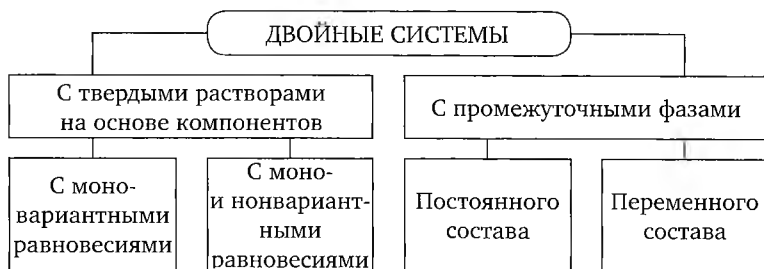 ДВОЙНЫЕ СИСТЕМЫ
С твердыми растворами
на основе компонентов
С промежуточными фазами
С моно-
вариантными
равновесиями
С моно-
и нонвариант-
ными
равновесиями
Постоянного
состава
Переменного
состава